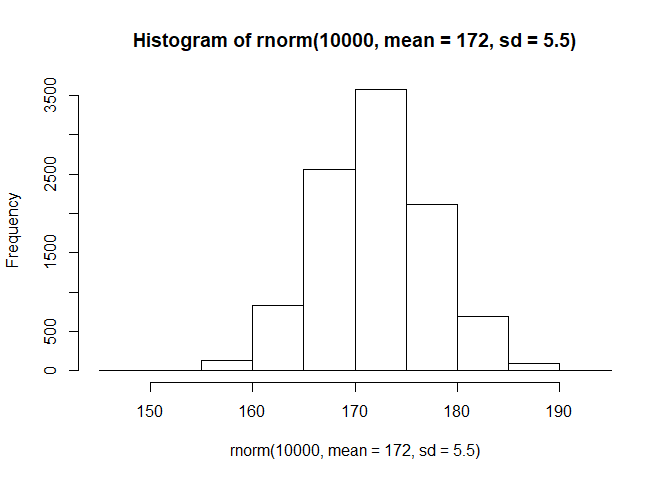 Histogram of rnorm(10000, mean = 172, sd = 5.5)
3500
2500
1500
500
0
Frequency
150 160 170 180 190
rnorm(10000, mean = 172, sd = 5.5)